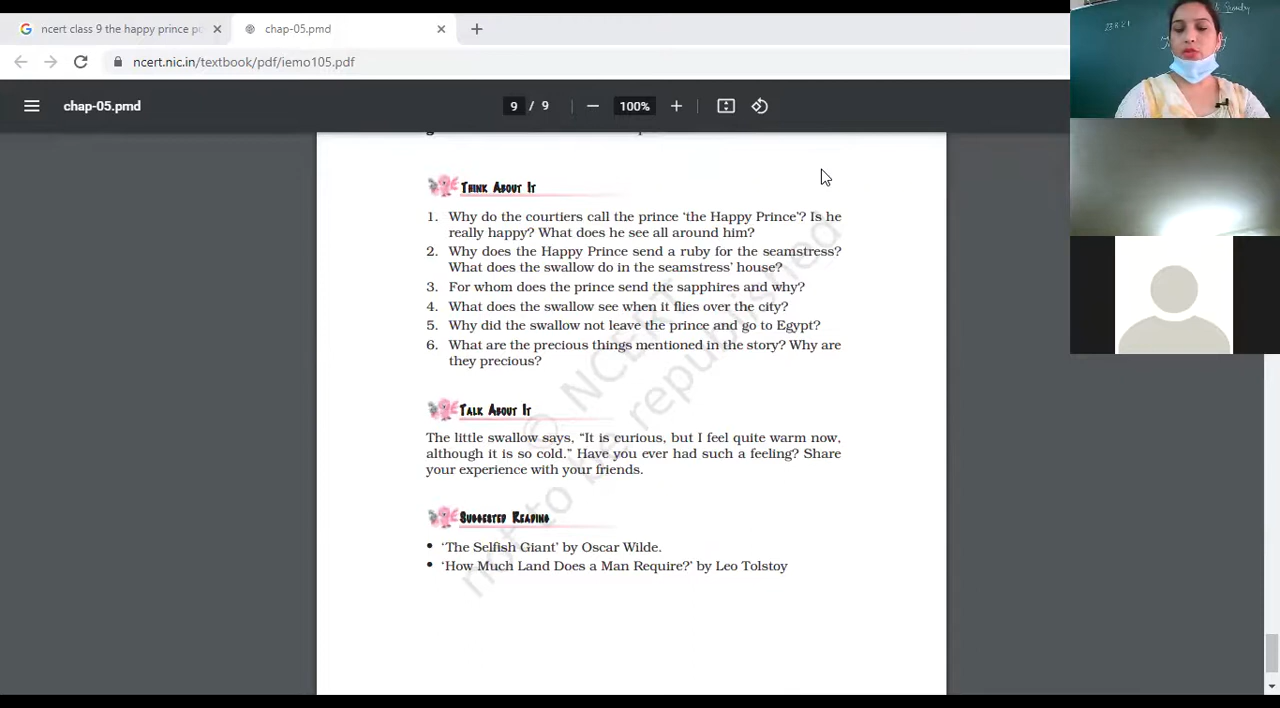 ncert class 9 the happy prince p
chap-05.pmd
ncert.nic.in/textbook/pdf/iemo105.pdf
chap-05.pmd
9 / 9
100%
THINK ABOUT IT
1. Why do the courtiers call the prince ‘the Happy Prince’? Is he
really happy? What does he see all around him?
2. Why does the Happy Prince send a ruby for the seamstress?
What does the swallow do in the seamstress’ house?
3. For whom does the prince send the sapphires and why?
4. What does the swallow see when it flies over the city?
5. Why did the swallow not leave the prince and go to Egypt?
6. What are the precious things mentioned in the story? Why are
they precious?
TALK ABOUT IT
The little swallow says, “It is curious, but I feel quite warm now,
although it is so cold.” Have you ever had such a feeling? Share
your experience with your friends.
SUGGESTED READING
• ‘The Selfish Giant’ by Oscar Wilde.
• ‘How Much Land Does a Man Require?’ by Leo Tolstoy
© NCERT
not to be republished